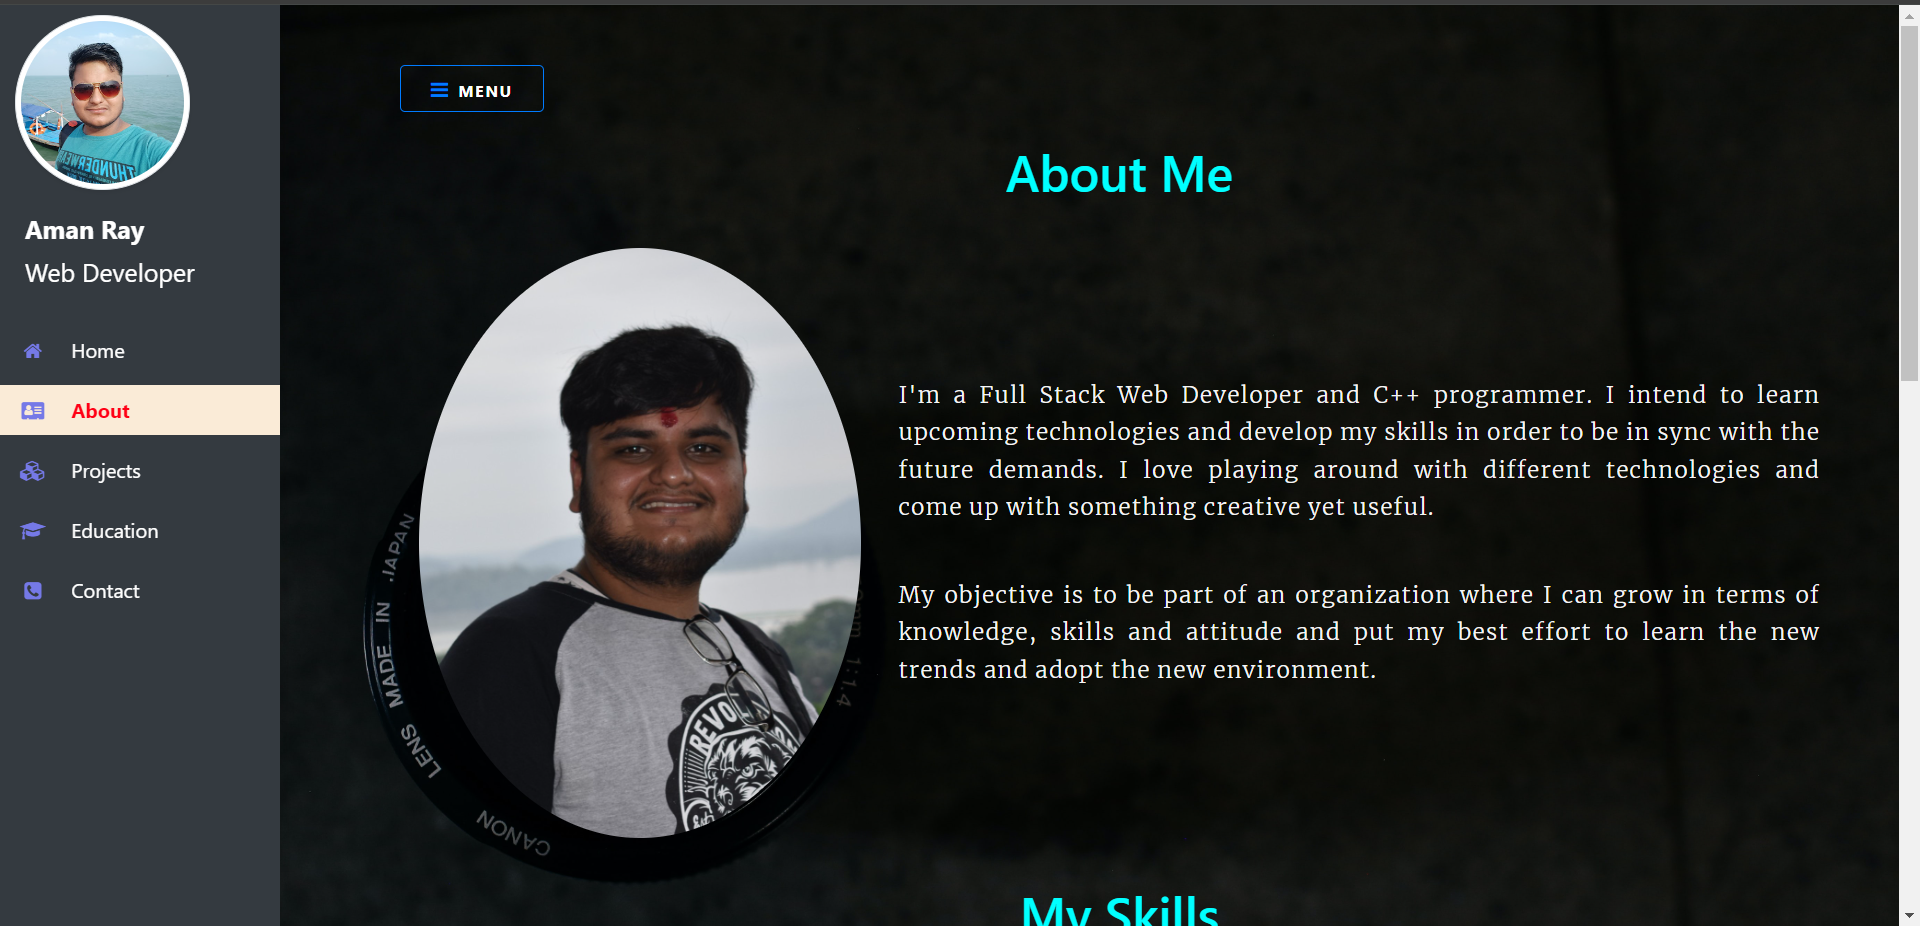 Aman Ray
Web Developer
Home
About
Projects
Education
Contact
MENU
About Me
I'm a Full Stack Web Developer and C++ programmer. I intend to learn
upcoming technologies and develop my skills in order to be in sync with the
future demands. I love playing around with different technologies and
come up with something creative yet useful.
My objective is to be part of an organization where I can grow in terms of
knowledge, skills and attitude and put my best effort to learn the new
trends and adopt the new environment.
CANON
LENS MADE IN JAPAN
1:1.4
THUNDERWEAR
My Skills